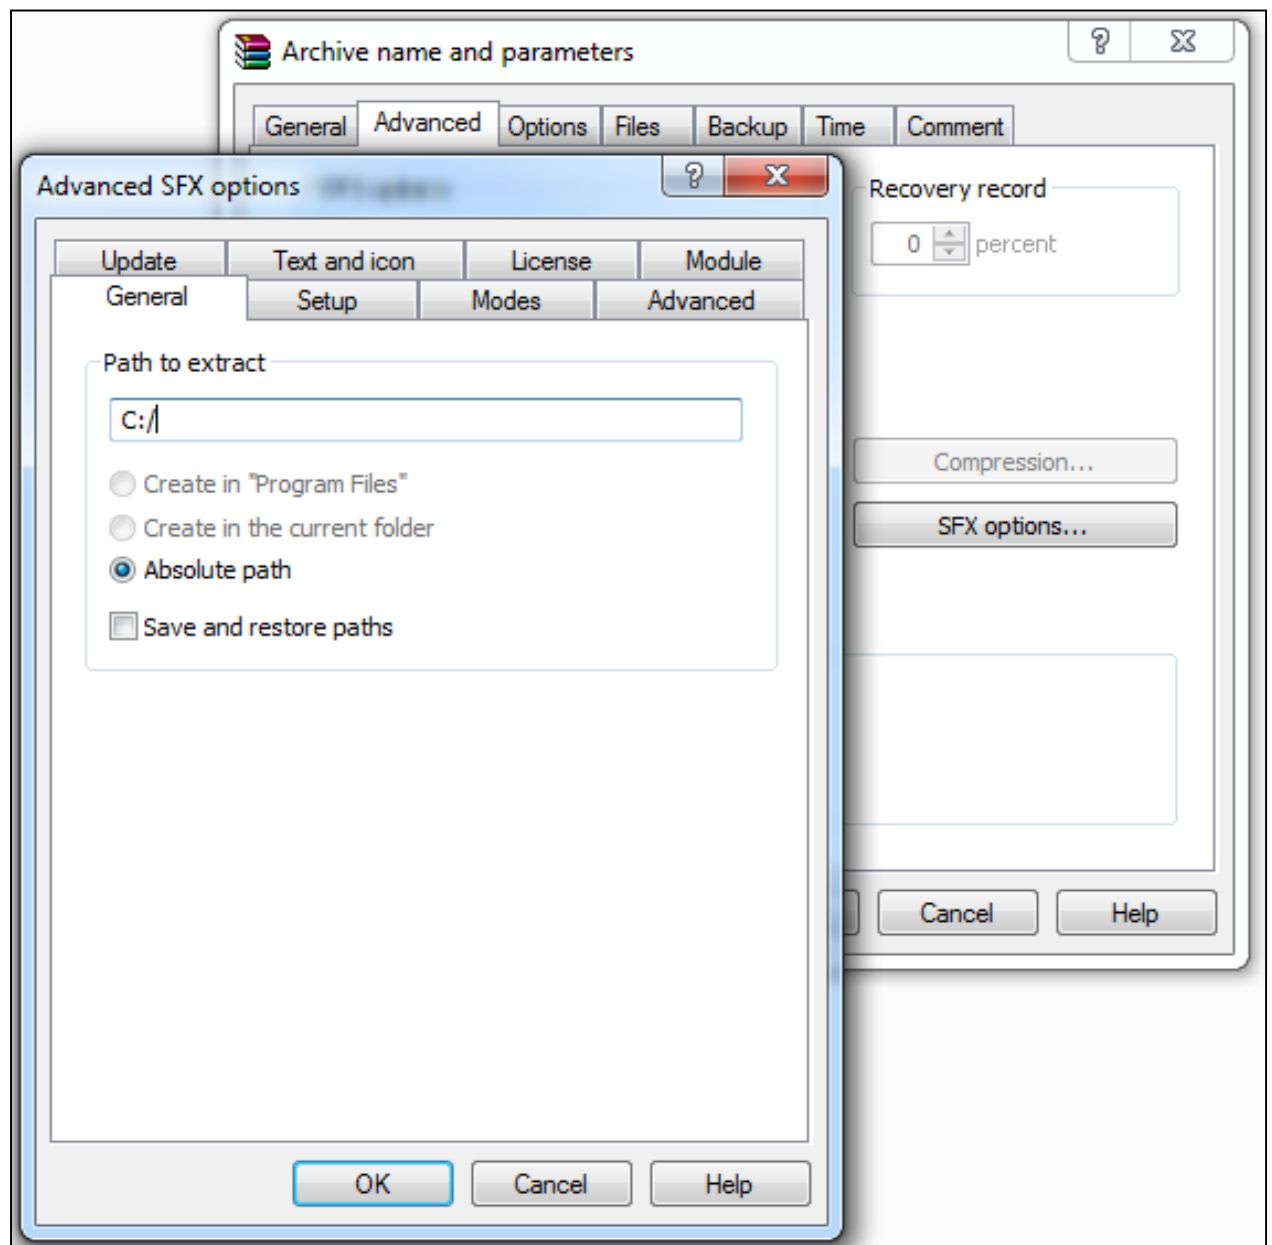 Archive name and parameters
General Advanced Options Files Backup Time Comment
Advanced SFX options
Recovery record
0 percent
Update Text and icon License Module
General Setup Modes Advanced
Path to extract
C:/
Create in "Program Files"
Compression...
Create in the current folder
SFX options...
Absolute path
Save and restore paths
Cancel Help
OK Cancel Help